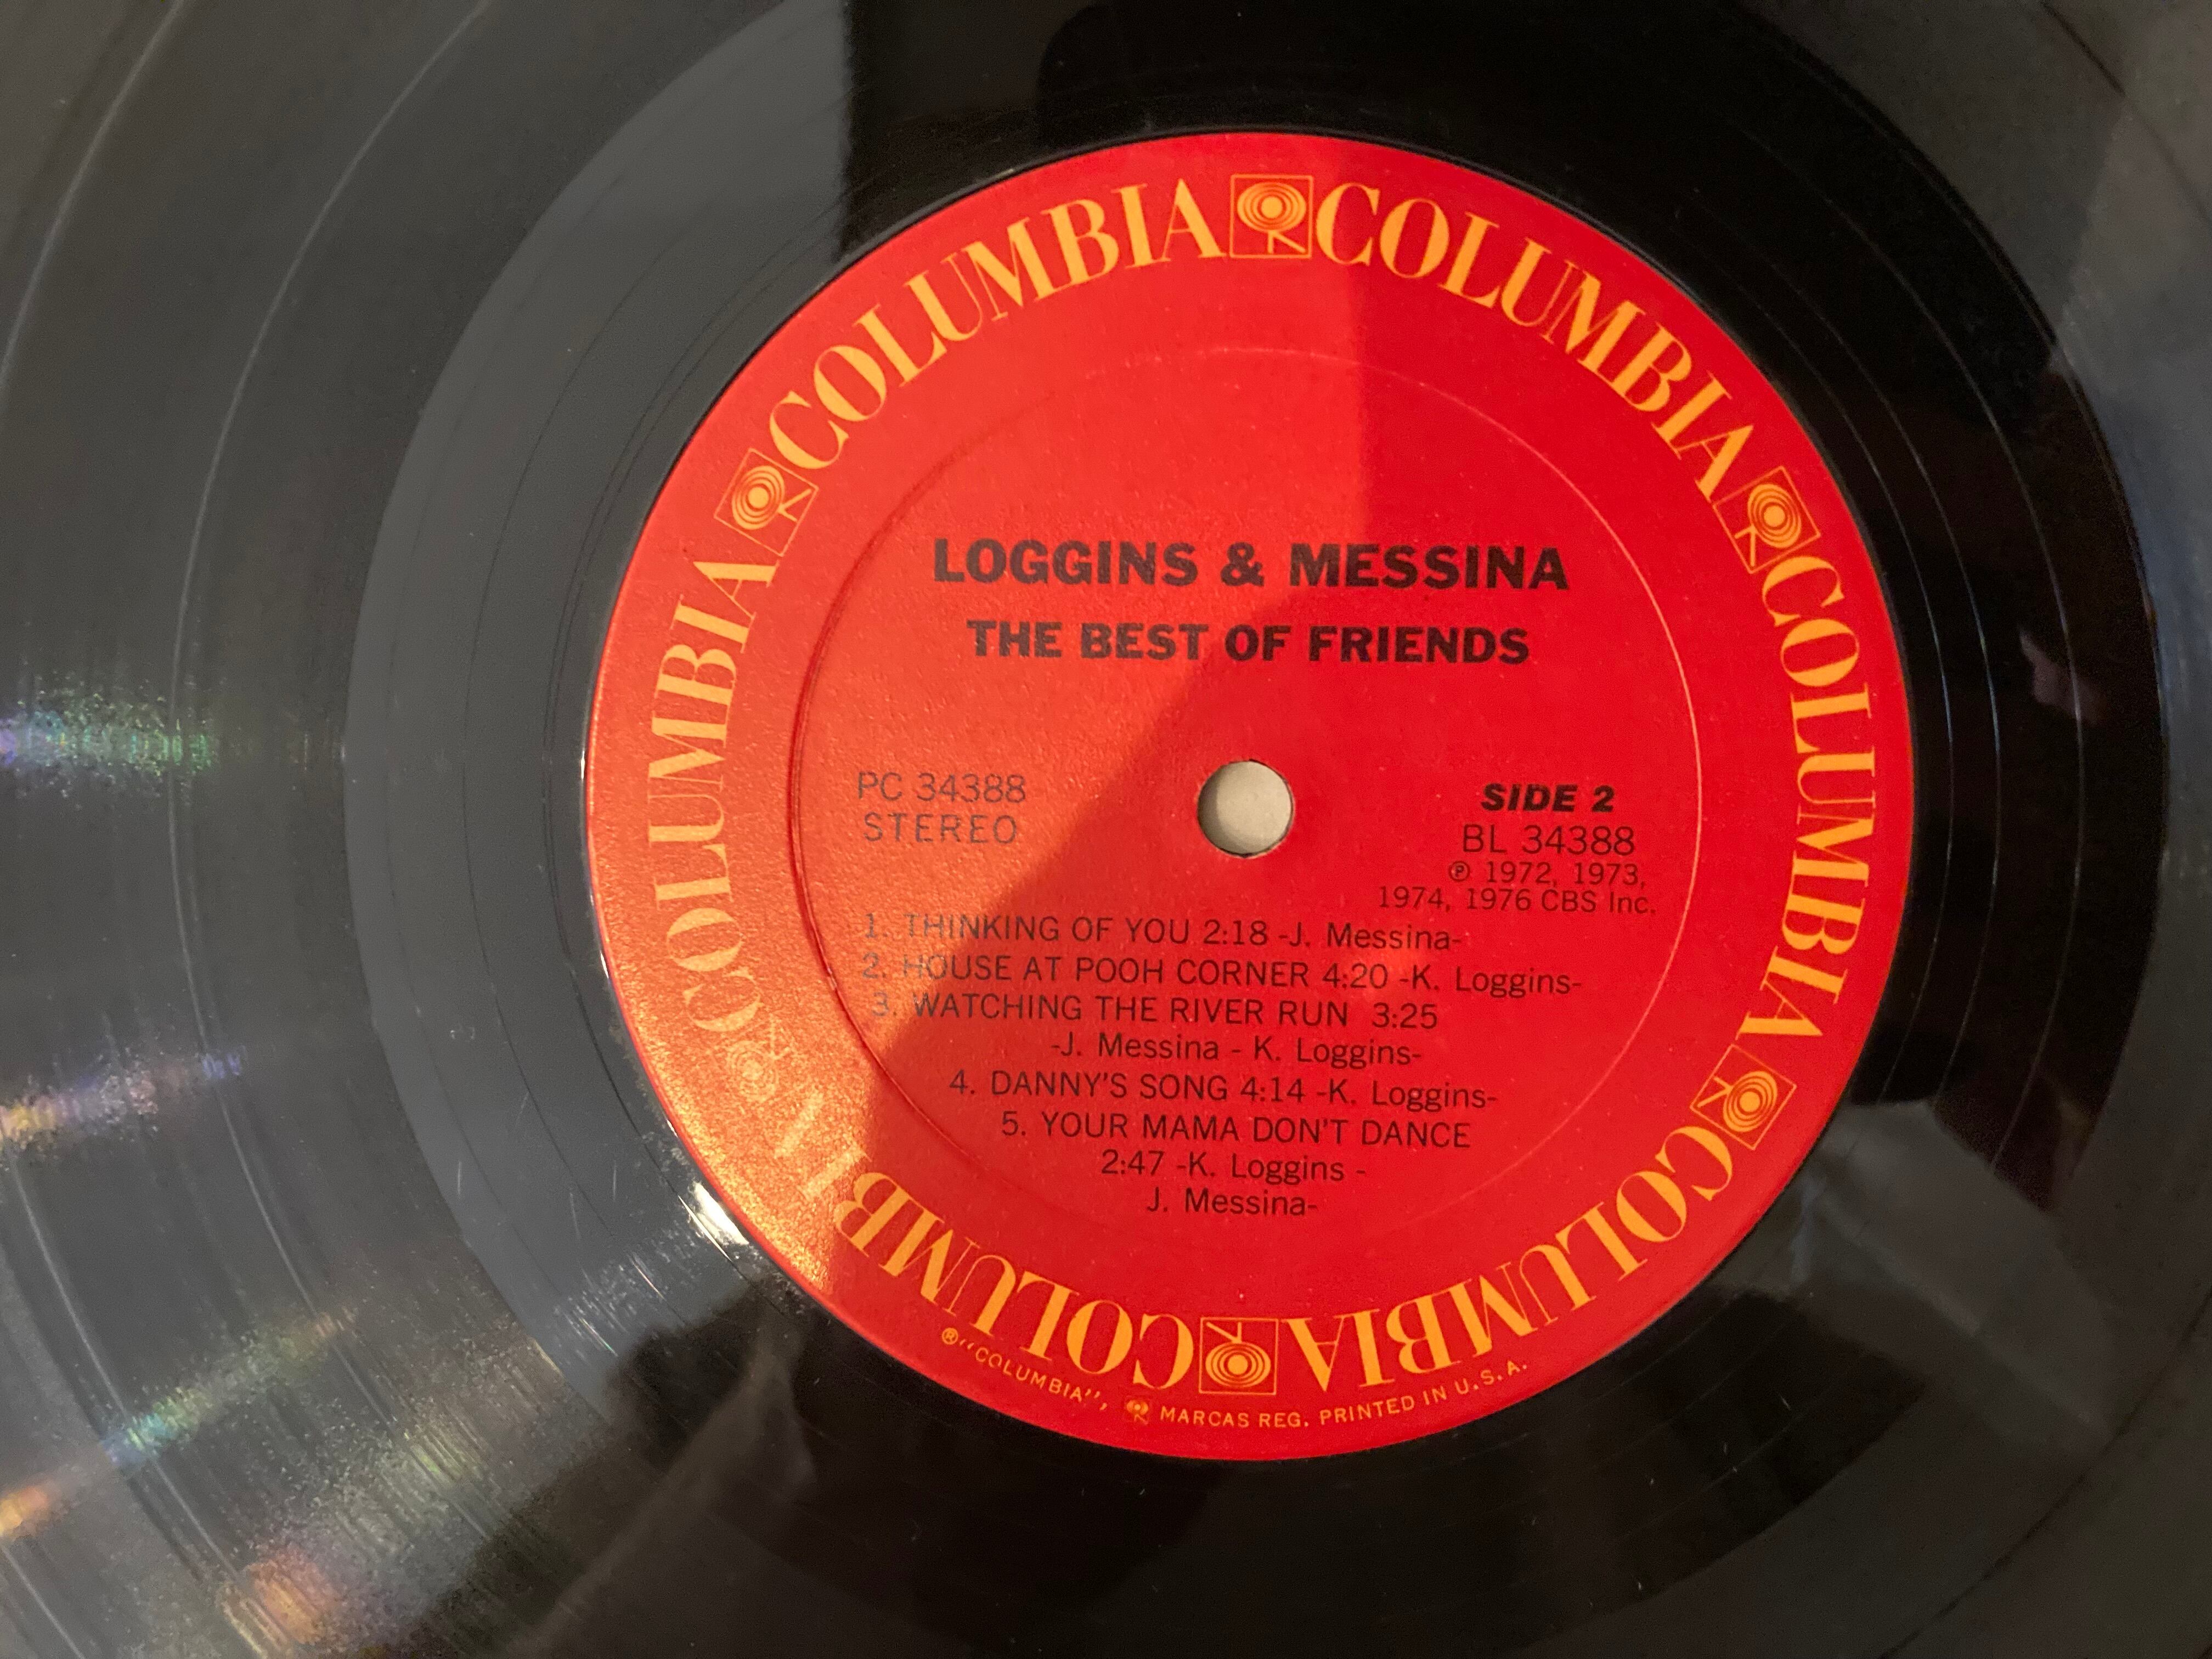 COLUMBIA COLUMBIA COLUMBIA COLUMBIA COLUMBIA COLUMBIA
LOGGINS & MESSINA
THE BEST OF FRIENDS
PC 34388
STEREO
SIDE 2
BL 34388
℗ 1972, 1973,
1974, 1976 CBS Inc.
1. THINKING OF YOU 2:18 -J. Messina-
2. HOUSE AT POOH CORNER 4:20 -K. Loggins-
3. WATCHING THE RIVER RUN 3:25
-J. Messina - K. Loggins-
4. DANNY'S SONG 4:14 -K. Loggins-
5. YOUR MAMA DON'T DANCE
2:47 -K. Loggins -
J. Messina-
® "COLUMBIA", MARCAS REG. PRINTED IN U.S.A.